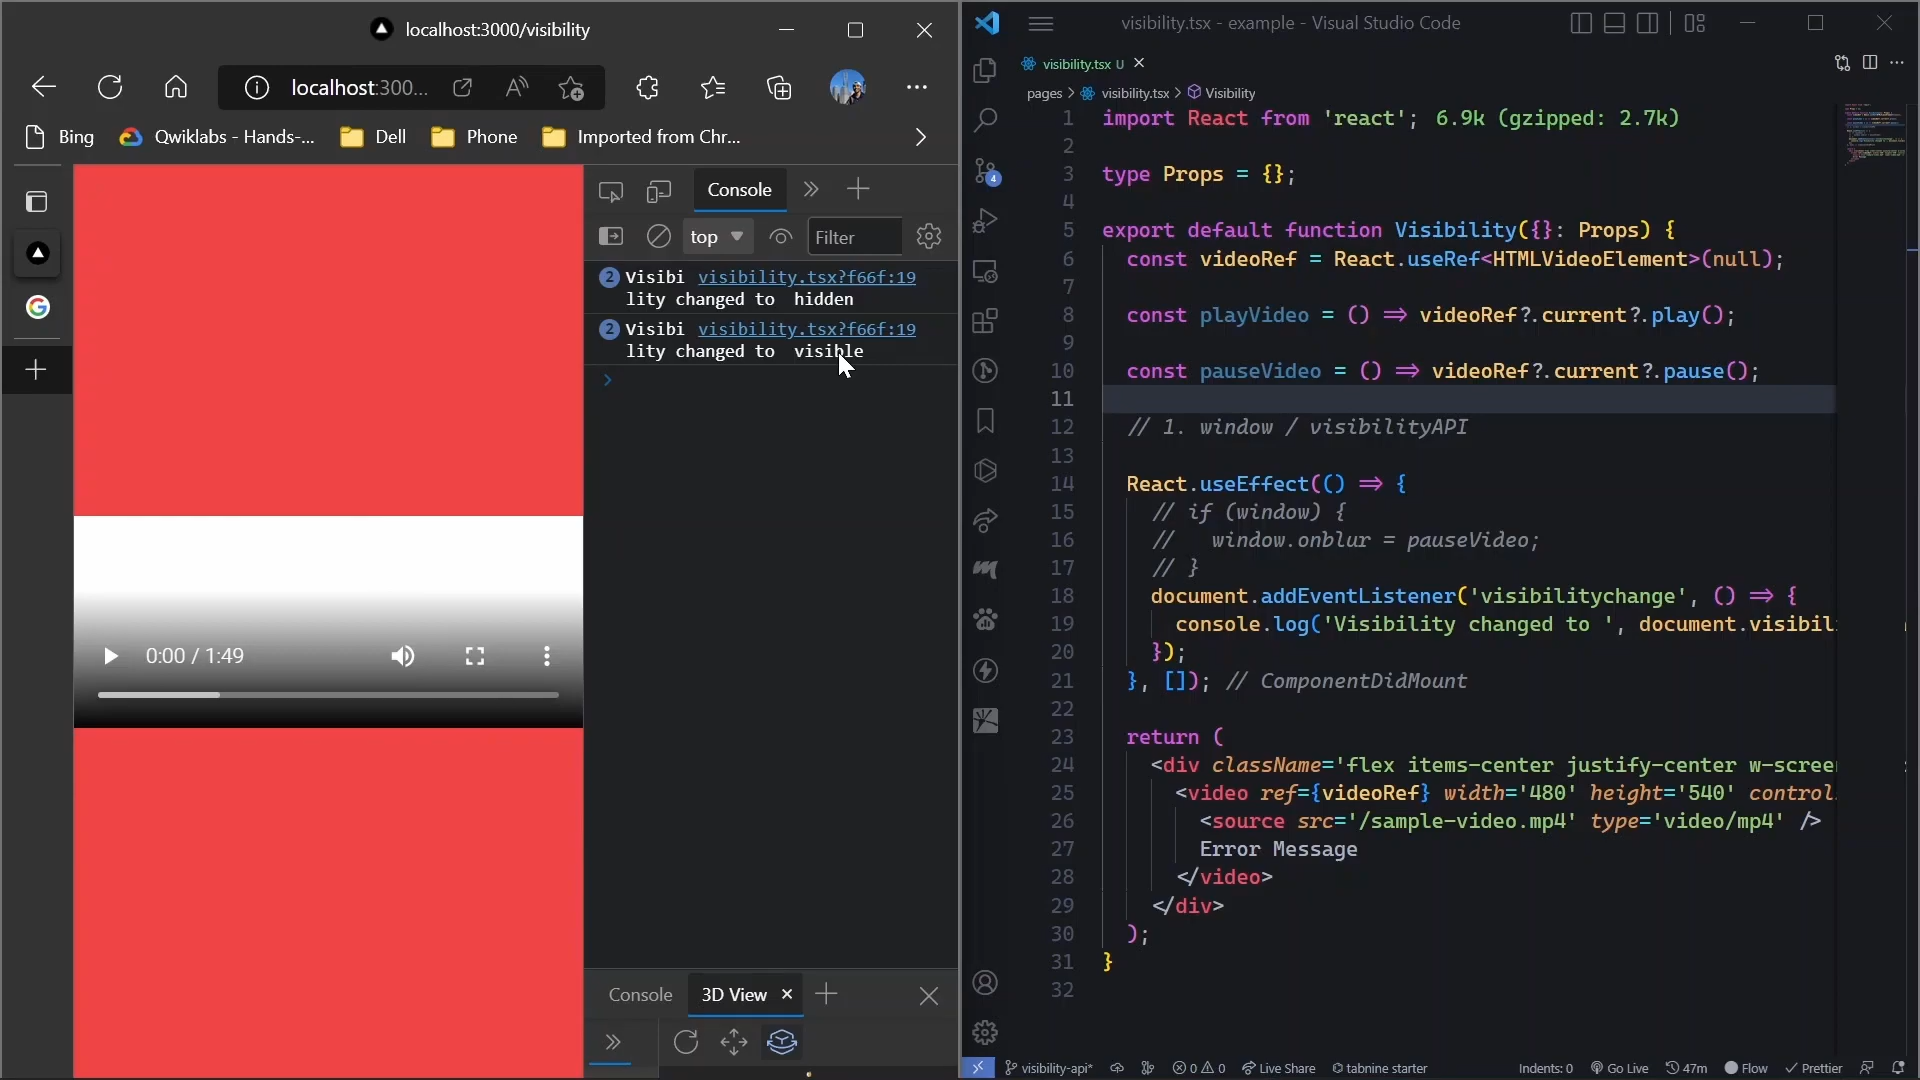 localhost:3000/visibility
localhost:300...
Bing
Qwiklabs - Hands-...
Dell
Phone
Imported from Chr...
Console
top
Filter
2 Visibi visibility.tsx?f66f:19
lity changed to hidden
2 Visibi visibility.tsx?f66f:19
lity changed to visible
0:00 / 1:49
Console
3D View
visibility.tsx - example - Visual Studio Code
visibility.tsx U
pages > visibility.tsx > Visibility
4
1 import React from 'react'; 6.9k (gzipped: 2.7k)
2
3 type Props = {};
4
5 export default function Visibility({}: Props) {
6 const videoRef = React.useRef<HTMLVideoElement>(null);
7
8 const playVideo = () => videoRef?.current?.play();
9
10 const pauseVideo = () => videoRef?.current?.pause();
11
12 // 1. window / visibilityAPI
13
14 React.useEffect(() => {
15 // if (window) {
16 // window.onblur = pauseVideo;
17 // }
18 document.addEventListener('visibilitychange', () => {
19 console.log('Visibility changed to ', document.visibil
20 });
21 }, []); // ComponentDidMount
22
23 return (
24 <div className='flex items-center justify-center w-screen
25 <video ref={videoRef} width='480' height='540' control
26 <source src='/sample-video.mp4' type='video/mp4' />
27 Error Message
28 </video>
29 </div>
30 );
31 }
32
visibility-api*
0 0
Live Share
tabnine starter
Indents: 0
Go Live
47m
Flow
Prettier